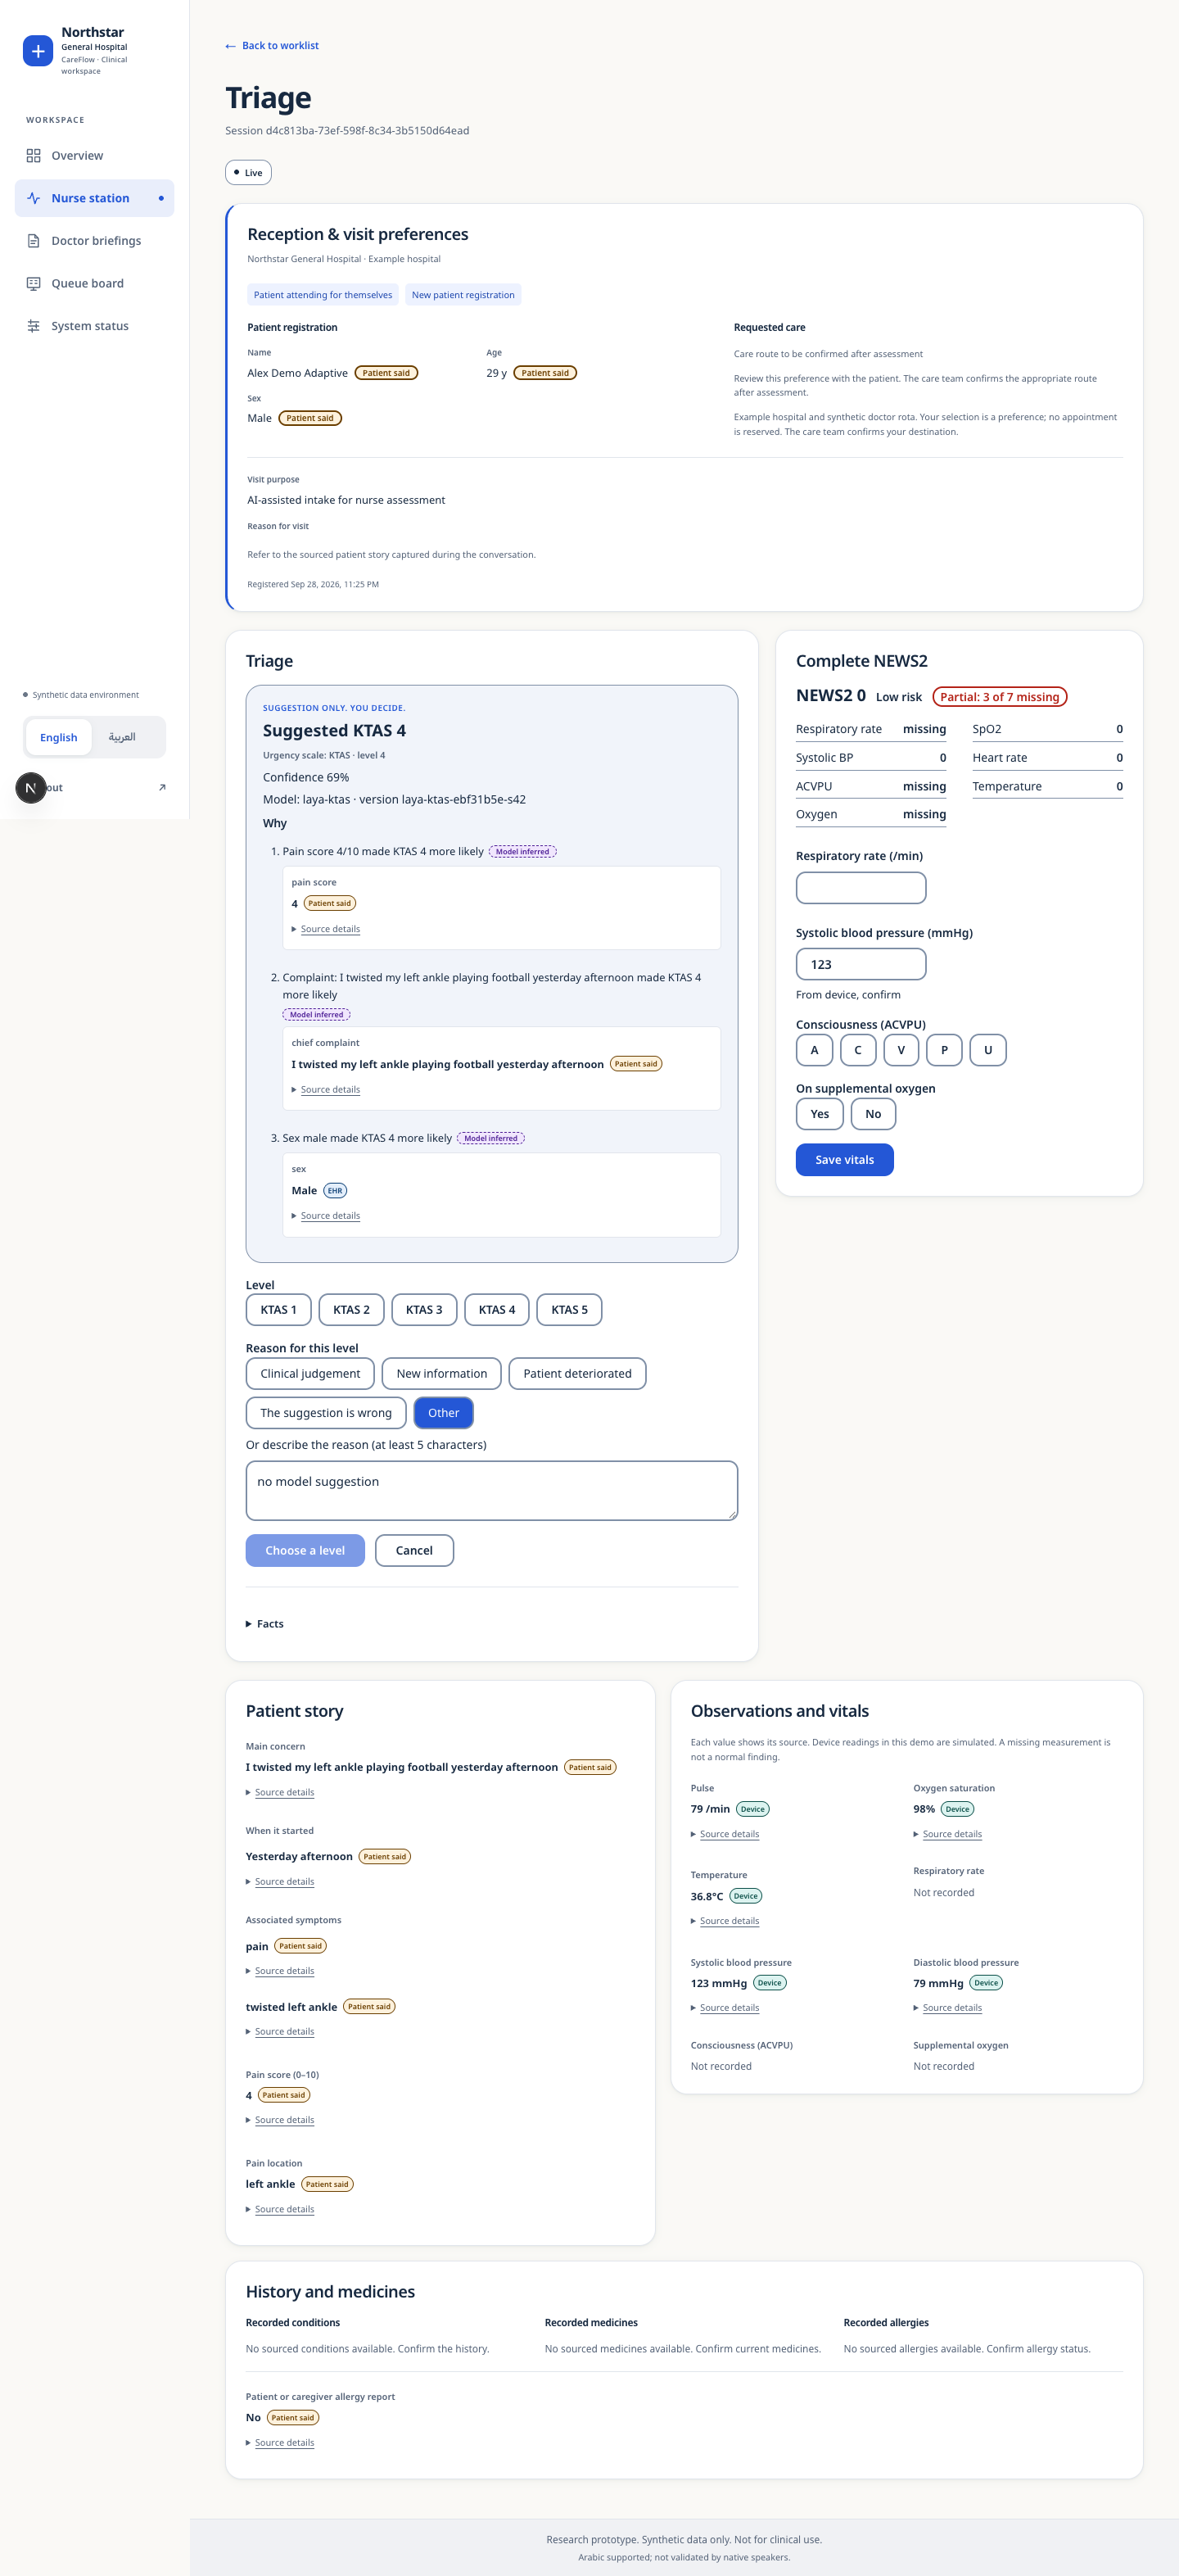 Northstar
General Hospital
CareFlow · Clinical
workspace
WORKSPACE
Overview
Nurse station
Doctor briefings
Queue board
System status
Synthetic data environment
English
العربية
N
out
← Back to worklist
Triage
Session d4c813ba-73ef-598f-8c34-3b5150d64ead
Live
Reception & visit preferences
Northstar General Hospital · Example hospital
Patient attending for themselves
New patient registration
Patient registration
Name
Alex Demo Adaptive Patient said
Age
29 y Patient said
Sex
Male Patient said
Requested care
Care route to be confirmed after assessment
Review this preference with the patient. The care team confirms the appropriate route
after assessment.
Example hospital and synthetic doctor rota. Your selection is a preference; no appointment
is reserved. The care team confirms your destination.
Visit purpose
AI-assisted intake for nurse assessment
Reason for visit
Refer to the sourced patient story captured during the conversation.
Registered Sep 28, 2026, 11:25 PM
Triage
SUGGESTION ONLY. YOU DECIDE.
Suggested KTAS 4
Urgency scale: KTAS · level 4
Confidence 69%
Model: laya-ktas · version laya-ktas-ebf31b5e-s42
Why
1. Pain score 4/10 made KTAS 4 more likely Model inferred
pain score
4 Patient said
Source details
2. Complaint: I twisted my left ankle playing football yesterday afternoon made KTAS 4
more likely
Model inferred
chief complaint
I twisted my left ankle playing football yesterday afternoon Patient said
Source details
3. Sex male made KTAS 4 more likely Model inferred
sex
Male EHR
Source details
Level
KTAS 1
KTAS 2
KTAS 3
KTAS 4
KTAS 5
Reason for this level
Clinical judgement
New information
Patient deteriorated
The suggestion is wrong
Other
Or describe the reason (at least 5 characters)
no model suggestion
Choose a level
Cancel
Facts
Complete NEWS2
NEWS2 0 Low risk Partial: 3 of 7 missing
Respiratory rate missing
SpO2 0
Systolic BP 0
Heart rate 0
ACVPU missing
Temperature 0
Oxygen missing
Respiratory rate (/min)
Systolic blood pressure (mmHg)
123
From device, confirm
Consciousness (ACVPU)
A
C
V
P
U
On supplemental oxygen
Yes
No
Save vitals
Patient story
Main concern
I twisted my left ankle playing football yesterday afternoon Patient said
Source details
When it started
Yesterday afternoon Patient said
Source details
Associated symptoms
pain Patient said
Source details
twisted left ankle Patient said
Source details
Pain score (0–10)
4 Patient said
Source details
Pain location
left ankle Patient said
Source details
Observations and vitals
Each value shows its source. Device readings in this demo are simulated. A missing measurement is
not a normal finding.
Pulse
79 /min Device
Source details
Oxygen saturation
98% Device
Source details
Temperature
36.8°C Device
Source details
Respiratory rate
Not recorded
Systolic blood pressure
123 mmHg Device
Source details
Diastolic blood pressure
79 mmHg Device
Source details
Consciousness (ACVPU)
Not recorded
Supplemental oxygen
Not recorded
History and medicines
Recorded conditions
No sourced conditions available. Confirm the history.
Recorded medicines
No sourced medicines available. Confirm current medicines.
Recorded allergies
No sourced allergies available. Confirm allergy status.
Patient or caregiver allergy report
No Patient said
Source details
Research prototype. Synthetic data only. Not for clinical use.
Arabic supported; not validated by native speakers.